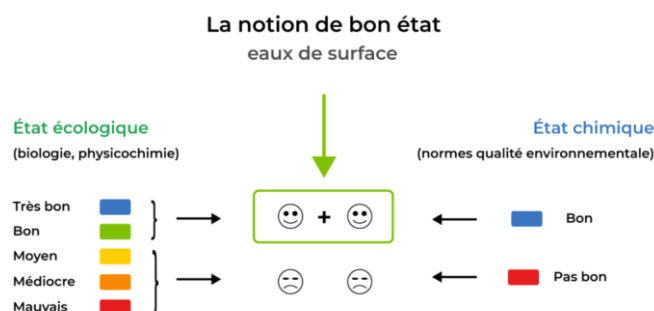 La notion de bon état
eaux de surface
État écologique
(biologie, physicochimie)
État chimique
(normes qualité environnementale)
Très bon
Bon
Moyen
Médiocre
Mauvais
+
Bon
Pas bon